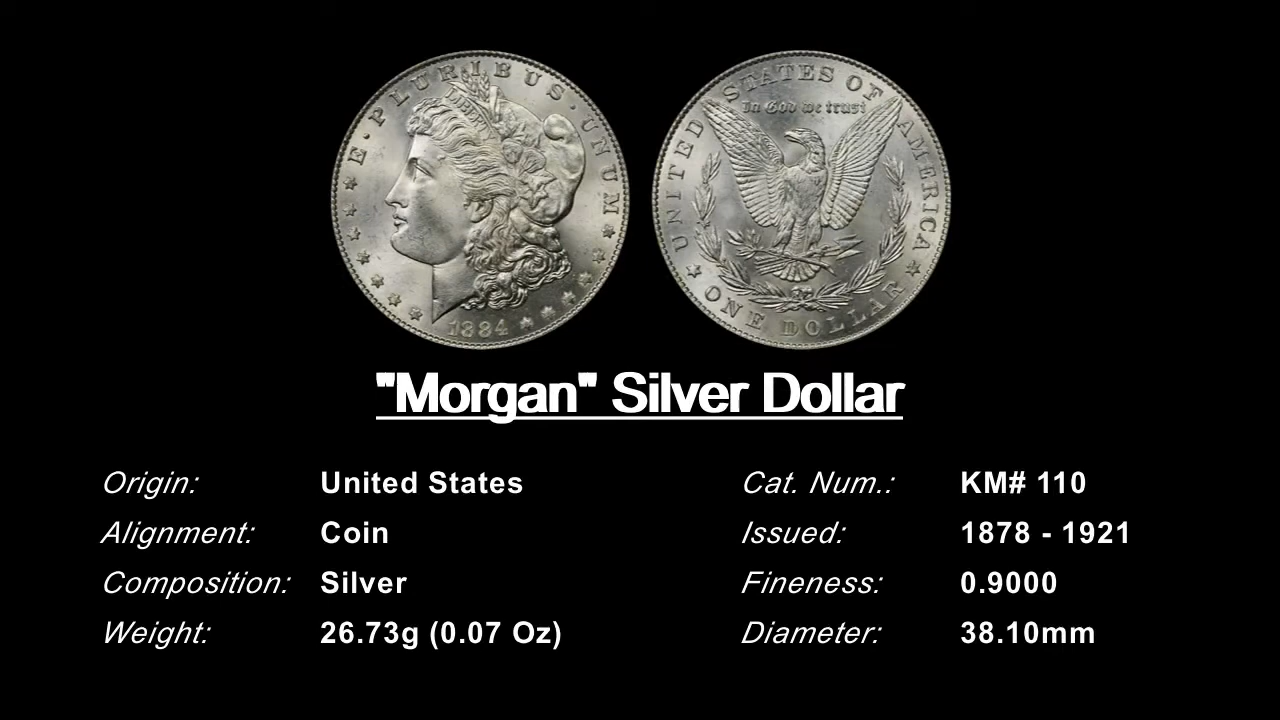 E · PLURIBUS · UNUM
LIBERTY
1884
UNITED STATES OF AMERICA
In God we trust
ONE DOLLAR
"Morgan" Silver Dollar
Origin: United States
Alignment: Coin
Composition: Silver
Weight: 26.73g (0.07 Oz)
Cat. Num.: KM# 110
Issued: 1878 - 1921
Fineness: 0.9000
Diameter: 38.10mm